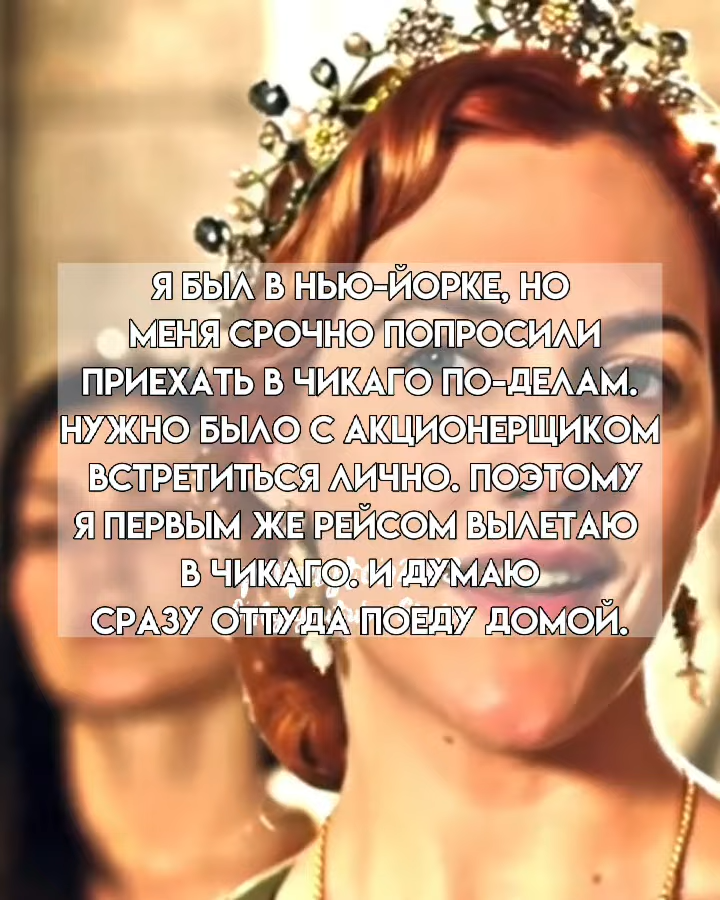 Я БЫЛ В НЬЮ-ЙОРКЕ, НО
МЕНЯ СРОЧНО ПОПРОСИЛИ
ПРИЕХАТЬ В ЧИКАГО ПО-ДЕЛАМ.
НУЖНО БЫЛО С АКЦИОНЕРЩИКОМ
ВСТРЕТИТЬСЯ ЛИЧНО. ПОЭТОМУ
Я ПЕРВЫМ ЖЕ РЕЙСОМ ВЫЛЕТАЮ
В ЧИКАГО. И ДУМАЮ
СРАЗУ ОТТУДА ПОЕДУ ДОМОЙ.